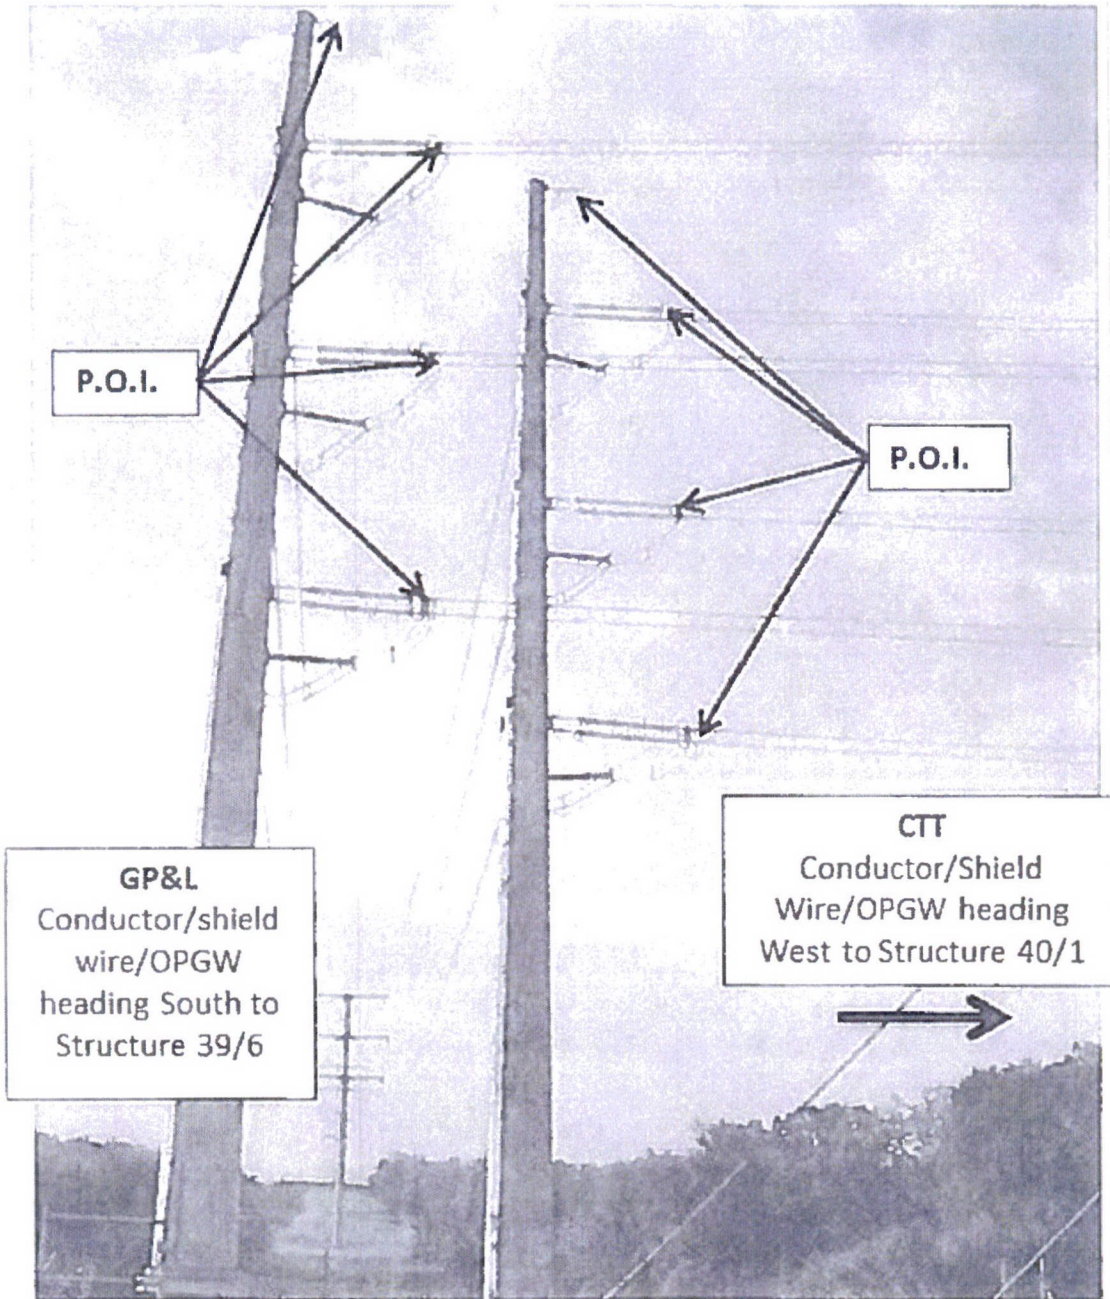 P.O.I.
P.O.I.
GP&L
Conductor/shield
wire/OPGW
heading South to
Structure 39/6
CTT
Conductor/Shield
Wire/OPGW heading
West to Structure 40/1